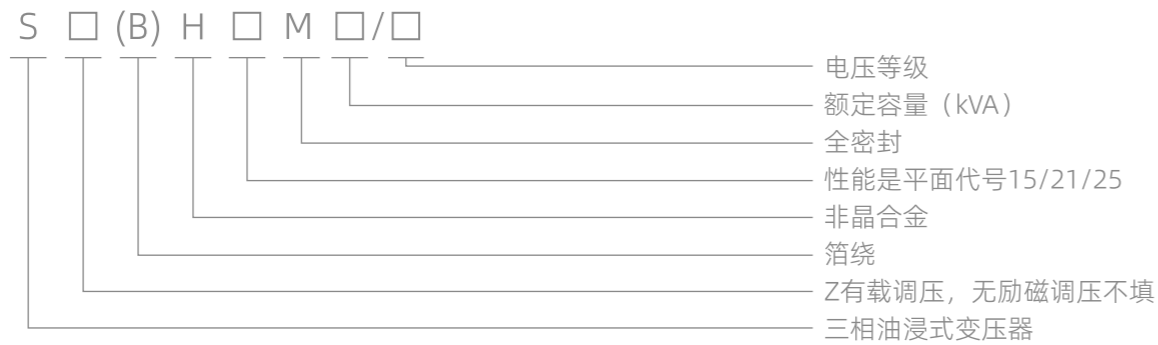 S □ (B) H □ M □/□
电压等级
额定容量（kVA）
全密封
性能是平面代号15/21/25
非晶合金
箔绕
Z有载调压，无励磁调压不填
三相油浸式变压器